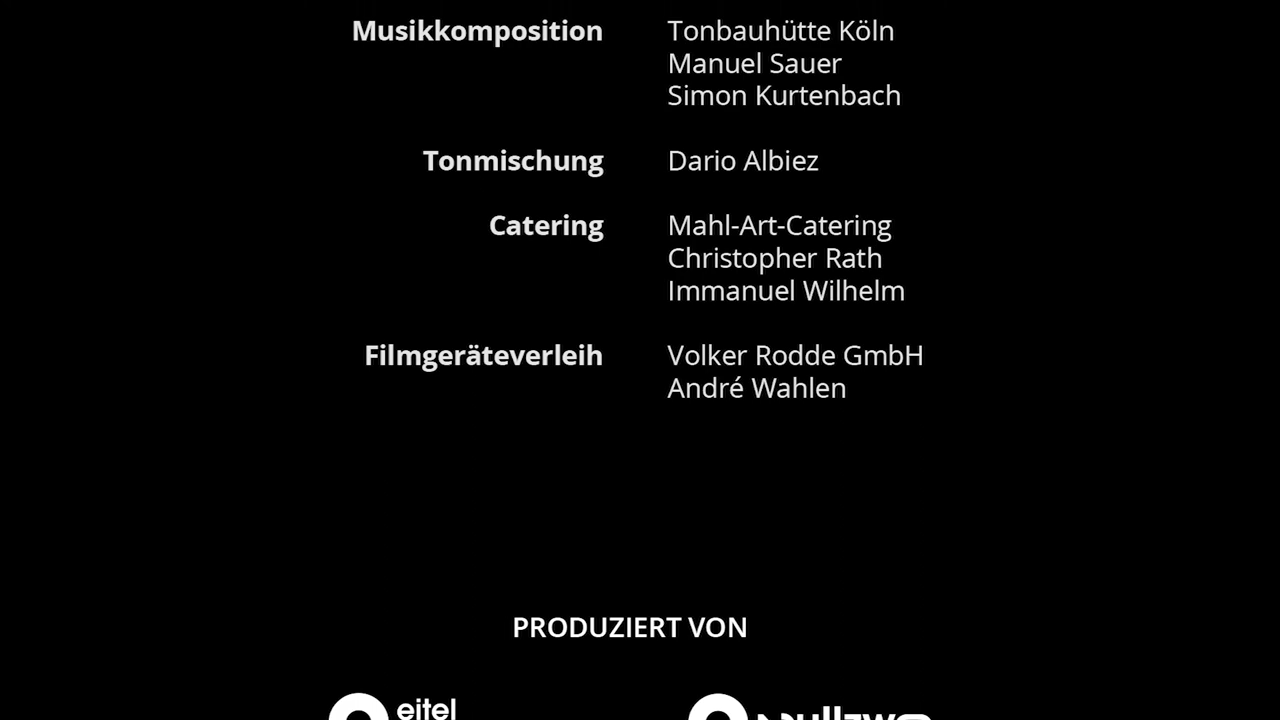 Musikkomposition Tonbauhütte Köln
Manuel Sauer
Simon Kurtenbach
Tonmischung Dario Albiez
Catering Mahl-Art-Catering
Christopher Rath
Immanuel Wilhelm
Filmgeräteverleih Volker Rodde GmbH
André Wahlen
PRODUZIERT VON
eitel